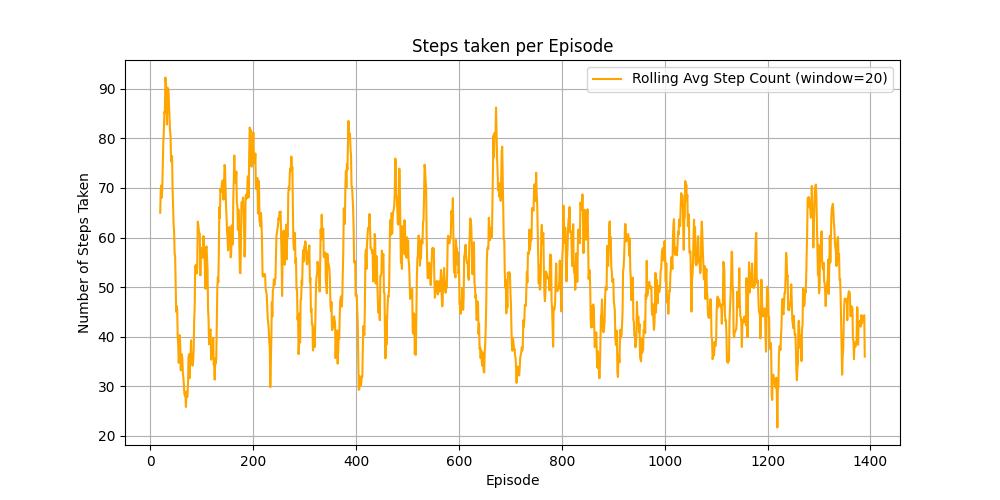 Steps taken per Episode
Rolling Avg Step Count (window=20)
Number of Steps Taken
90
80
70
60
50
40
30
20
0 200 400 600 800 1000 1200 1400
Episode